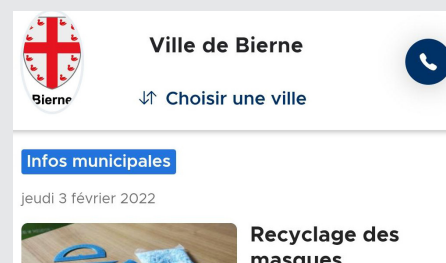 Ville de Bierne
Bierne
Choisir une ville
Infos municipales
jeudi 3 février 2022
Recyclage des
masques